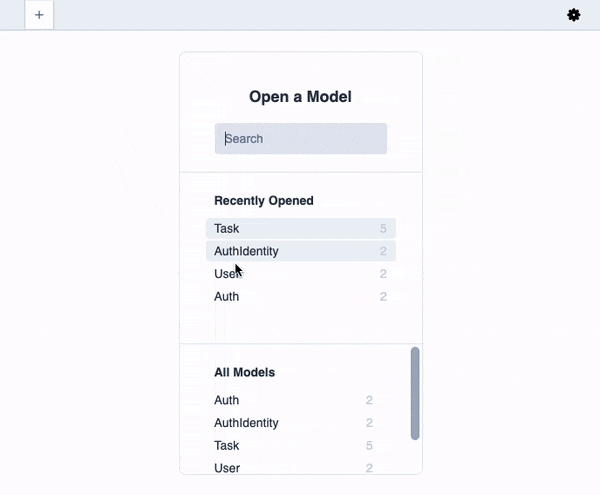 +
Open a Model
Search
Recently Opened
Task 5
AuthIdentity 2
User 2
Auth 2
All Models
Auth 2
AuthIdentity 2
Task 5
User 2